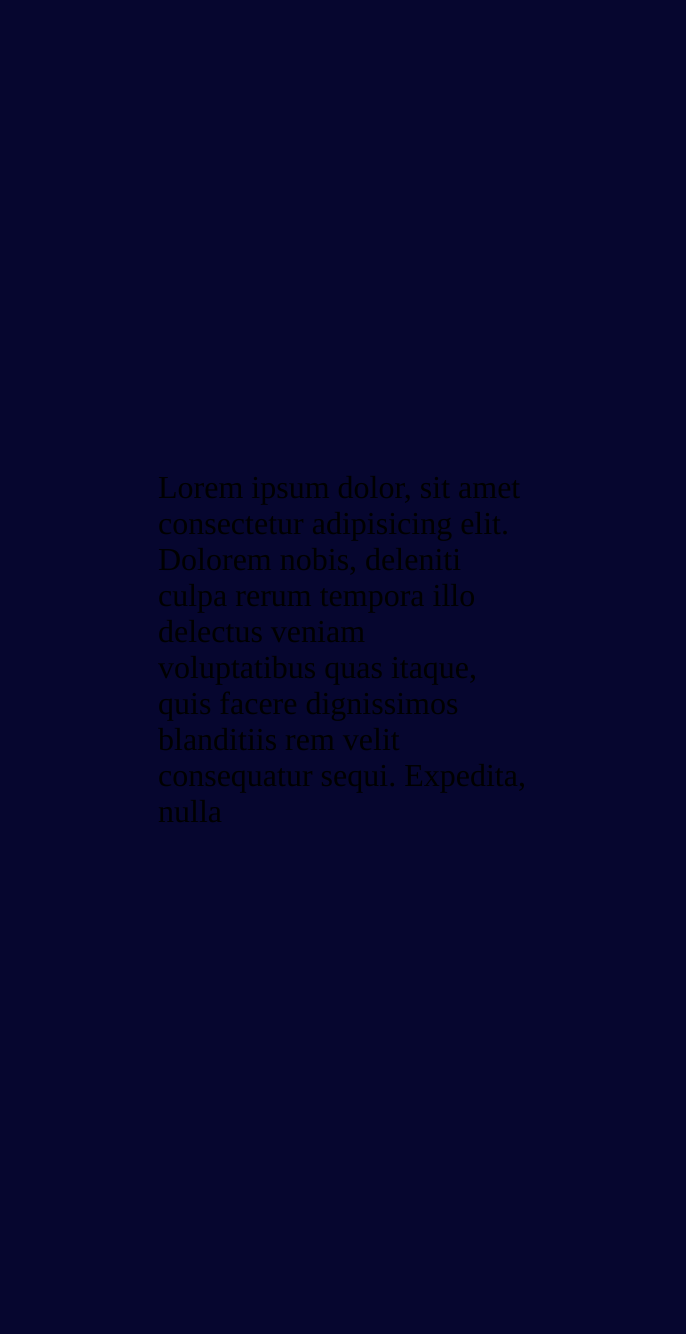 Lorem ipsum dolor, sit amet
consectetur adipisicing elit.
Dolorem nobis, deleniti
culpa rerum tempora illo
delectus veniam
voluptatibus quas itaque,
quis facere dignissimos
blanditiis rem velit
consequatur sequi. Expedita,
nulla